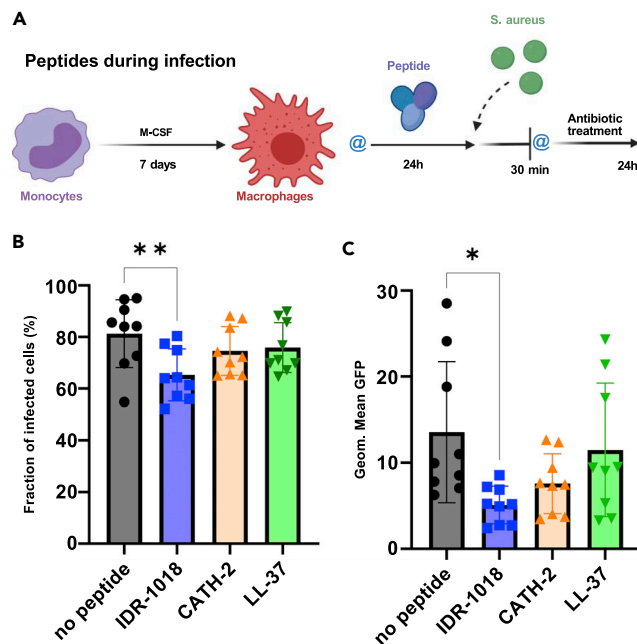 A
S. aureus
Peptides during infection
Peptide
Antibiotic
treatment
M-CSF
@
@
7 days
24h
30 min
24h
Monocytes
Macrophages
B
C
**
*
Fraction of infected cells (%)
100
80
60
40
20
0
no peptide
IDR-1018
CATH-2
LL-37
Geom. Mean GFP
30
20
10
0
no peptide
IDR-1018
CATH-2
LL-37